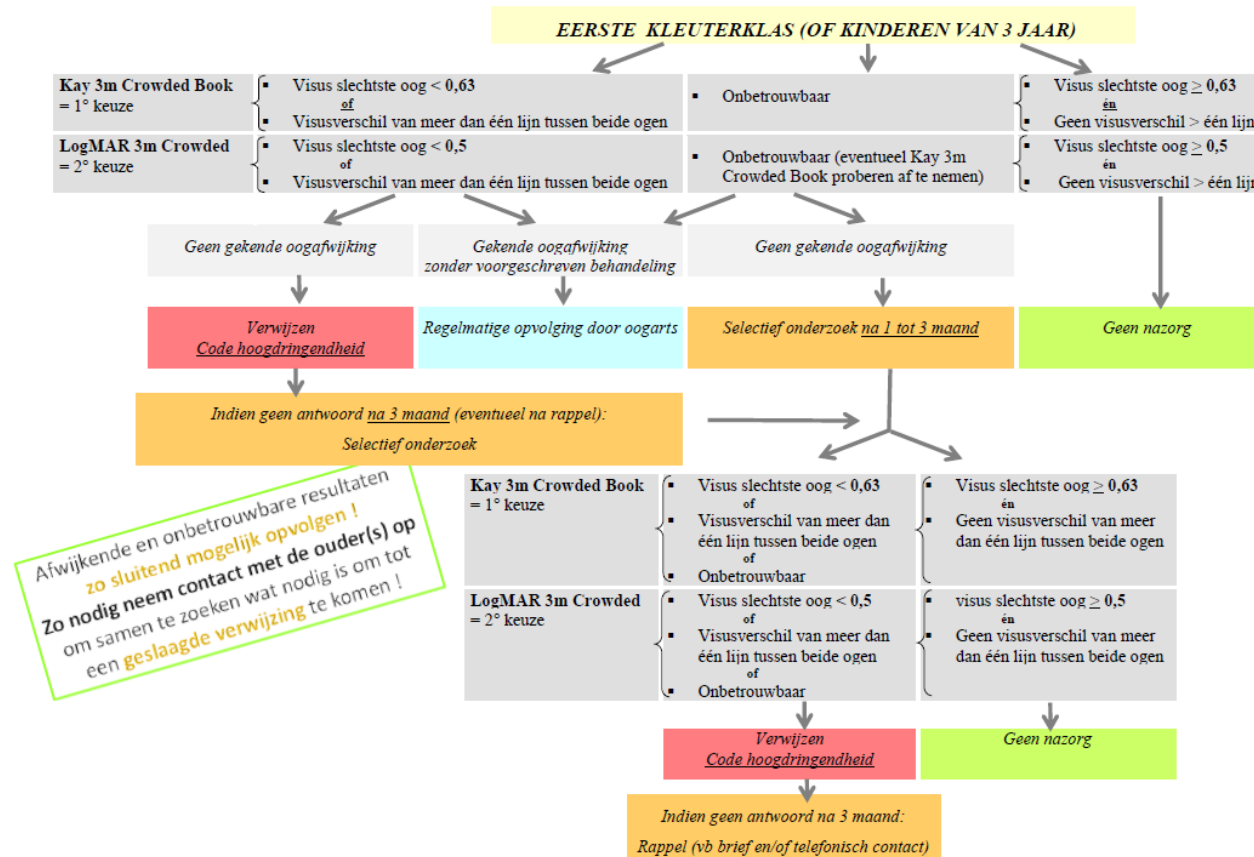 EERSTE KLEUTERKLAS (OF KINDEREN VAN 3 JAAR)
Kay 3m Crowded Book
= 1° keuze
▪ Visus slechtste oog < 0,63
of
▪ Visusverschil van meer dan één lijn tussen beide ogen
▪ Onbetrouwbaar
▪ Visus slechtste oog ≥ 0,63
én
▪ Geen visusverschil > één lijn
LogMAR 3m Crowded
= 2° keuze
▪ Visus slechtste oog < 0,5
of
▪ Visusverschil van meer dan één lijn tussen beide ogen
▪ Onbetrouwbaar (eventueel Kay 3m
Crowded Book proberen af te nemen)
▪ Visus slechtste oog ≥ 0,5
én
▪ Geen visusverschil > één lijn
Geen gekende oogafwijking
Gekende oogafwijking
zonder voorgeschreven behandeling
Geen gekende oogafwijking
Verwijzen
Code hoogdringendheid
Regelmatige opvolging door oogarts
Selectief onderzoek na 1 tot 3 maand
Geen nazorg
Indien geen antwoord na 3 maand (eventueel na rappel):
Selectief onderzoek
Afwijkende en onbetrouwbare resultaten
zo sluitend mogelijk opvolgen !
Zo nodig neem contact met de ouder(s) op
om samen te zoeken wat nodig is om tot
een geslaagde verwijzing te komen !
Kay 3m Crowded Book
= 1° keuze
▪ Visus slechtste oog < 0,63
of
▪ Visusverschil van meer dan
één lijn tussen beide ogen
of
▪ Onbetrouwbaar
▪ Visus slechtste oog ≥ 0,63
én
▪ Geen visusverschil van meer
dan één lijn tussen beide ogen
LogMAR 3m Crowded
= 2° keuze
▪ Visus slechtste oog < 0,5
of
▪ Visusverschil van meer dan
één lijn tussen beide ogen
of
▪ Onbetrouwbaar
▪ visus slechtste oog ≥ 0,5
én
▪ Geen visusverschil van meer
dan één lijn tussen beide ogen
Verwijzen
Code hoogdringendheid
Geen nazorg
Indien geen antwoord na 3 maand:
Rappel (vb brief en/of telefonisch contact)